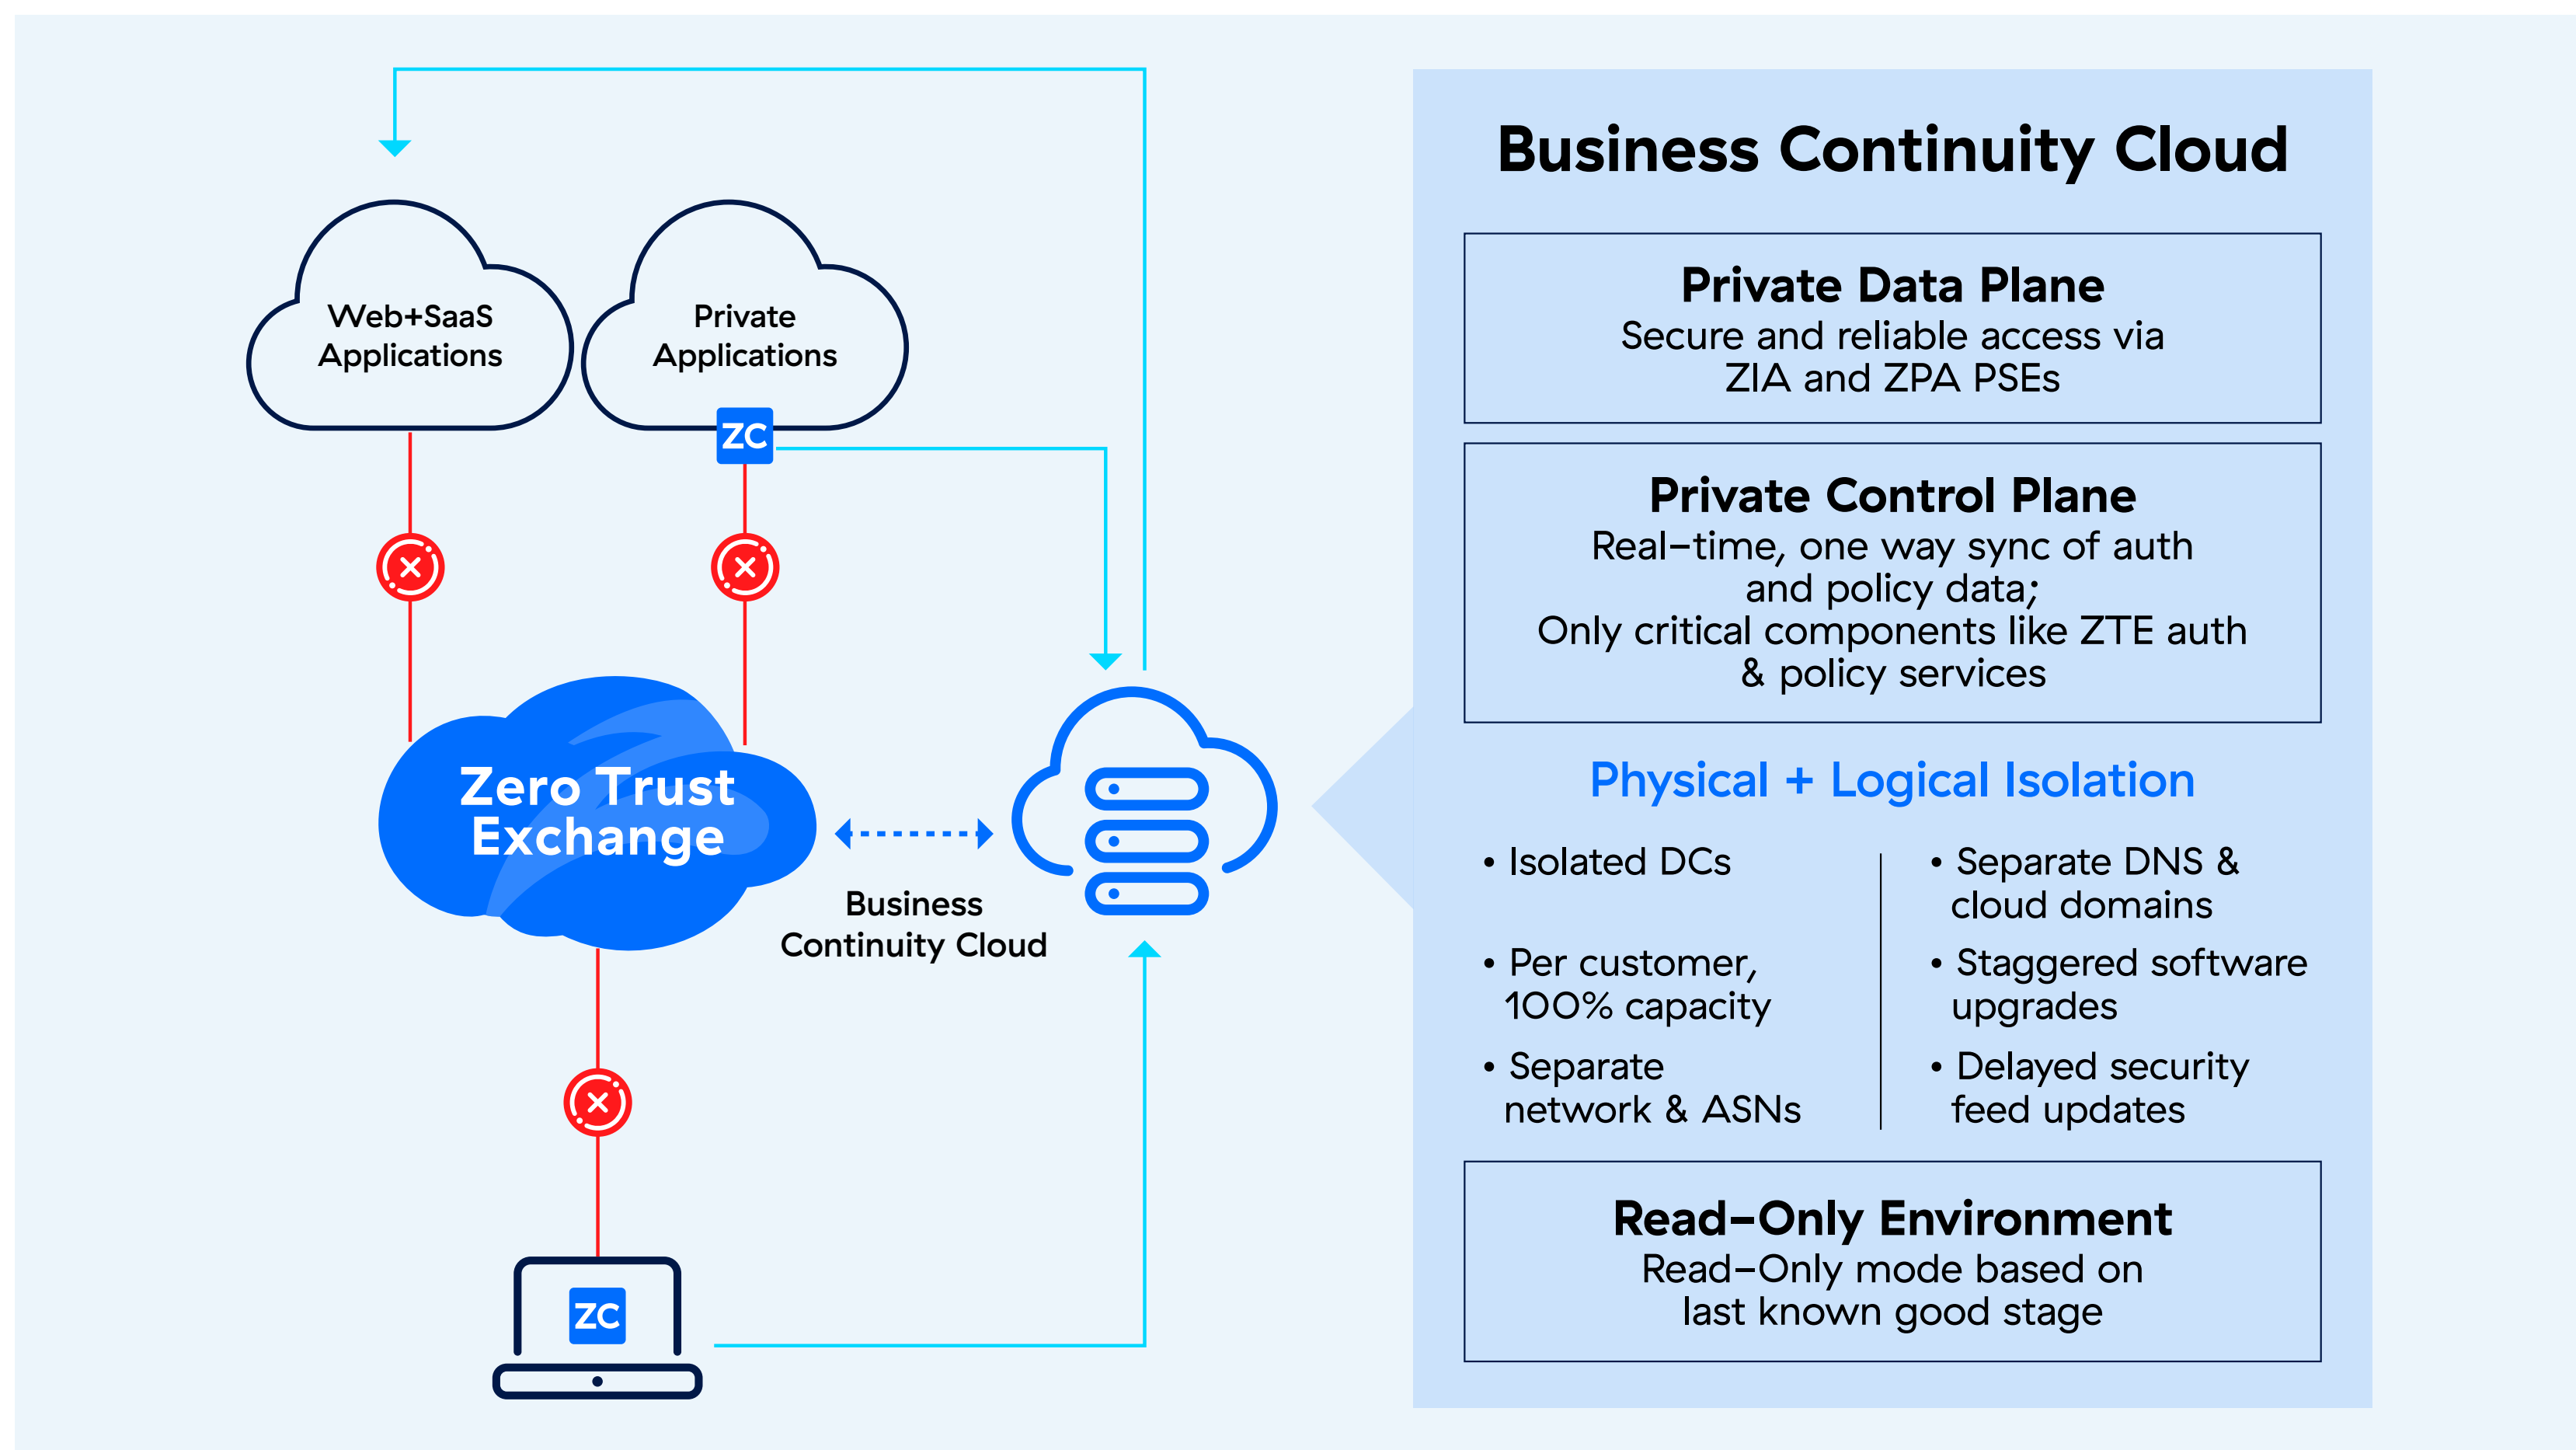 Web+SaaS
Applications
Private
Applications
ZC
Zero Trust
Exchange
Business
Continuity Cloud
ZC
Business Continuity Cloud
Private Data Plane
Secure and reliable access via
ZIA and ZPA PSEs
Private Control Plane
Real-time, one way sync of auth
and policy data;
Only critical components like ZTE auth
& policy services
Physical + Logical Isolation
• Isolated DCs
• Per customer,
100% capacity
• Separate
network & ASNs
• Separate DNS &
cloud domains
• Staggered software
upgrades
• Delayed security
feed updates
Read-Only Environment
Read-Only mode based on
last known good stage